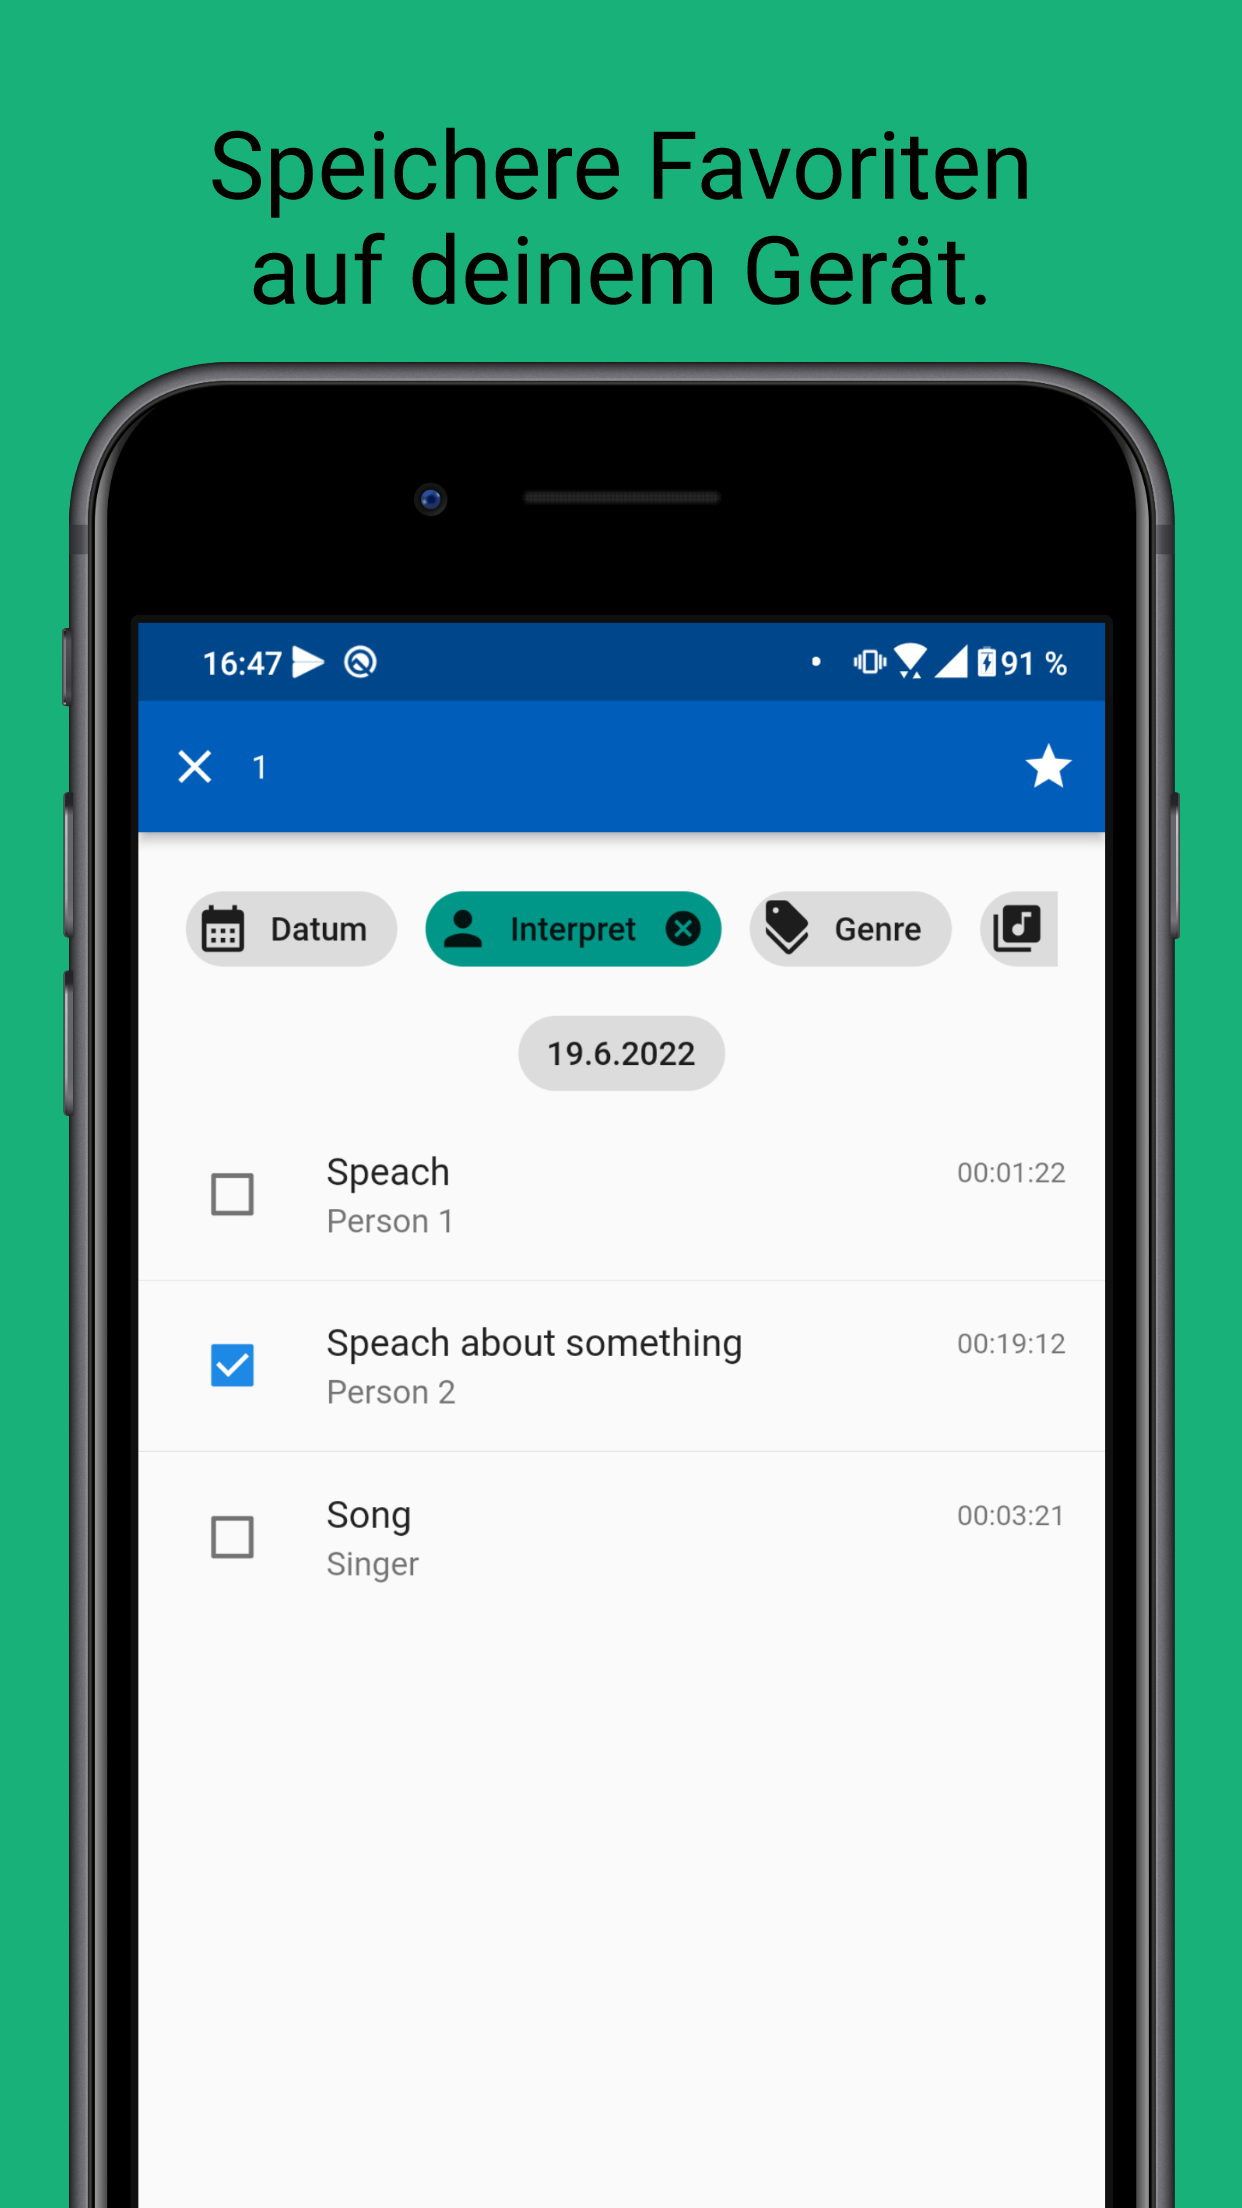 Speichere Favoriten
auf deinem Gerät.
16:47 91 %
1
Datum Interpret Genre
19.6.2022
Speach 00:01:22
Person 1
Speach about something 00:19:12
Person 2
Song 00:03:21
Singer